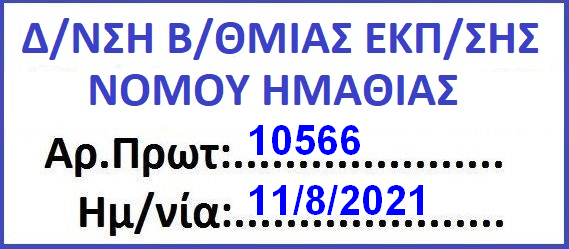 Δ/ΝΣΗ Β/ΘΜΙΑΣ ΕΚΠ/ΣΗΣ
ΝΟΜΟΥ ΗΜΑΘΙΑΣ
Αρ.Πρωτ:.10566......................
Ημ/νία:.11/8/2021......................